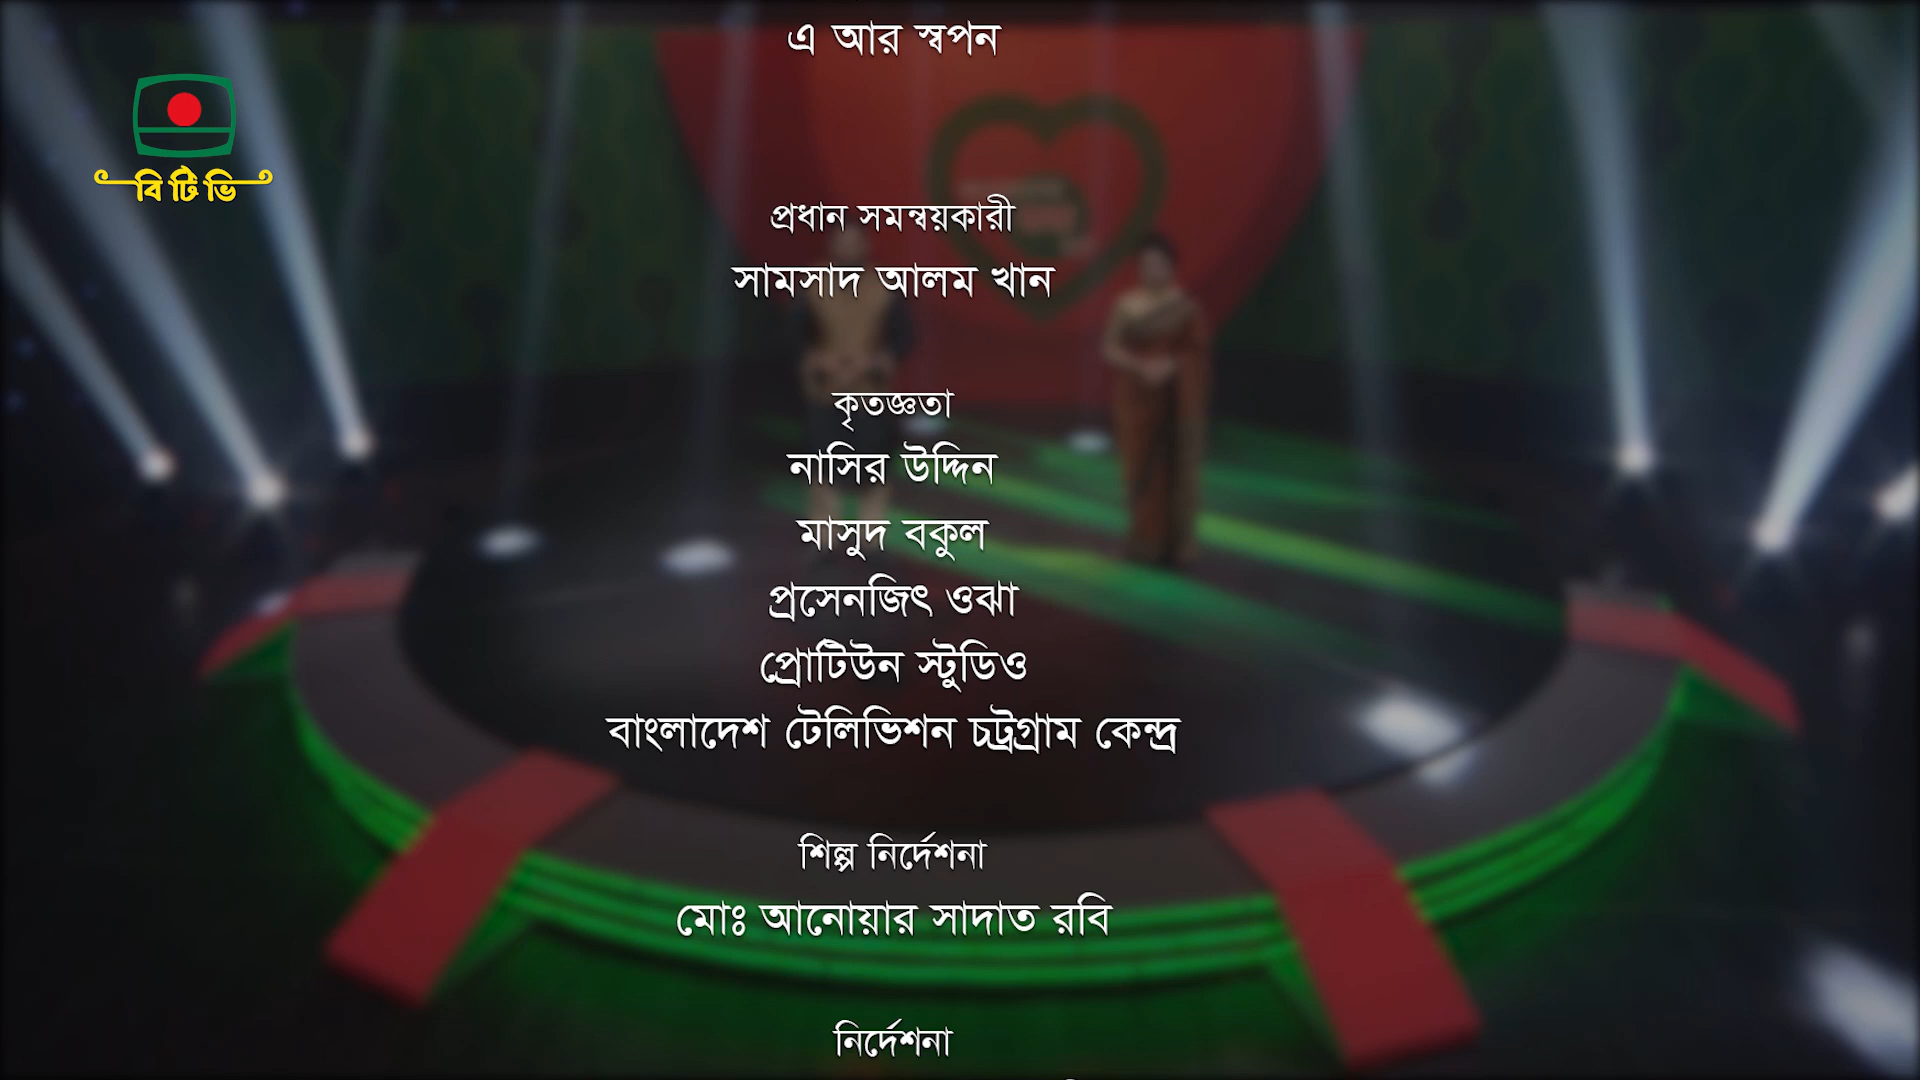 এ আর স্বপন
বি টি ভি
প্রধান সমন্বয়কারী
সামসাদ আলম খান
কৃতজ্ঞতা
নাসির উদ্দিন
মাসুদ বকুল
প্রসেনজিৎ ওঝা
প্রোটিউন স্টুডিও
বাংলাদেশ টেলিভিশন চট্রগ্রাম কেন্দ্র
শিল্প নির্দেশনা
মোঃ আনোয়ার সাদাত রবি
নির্দেশনা